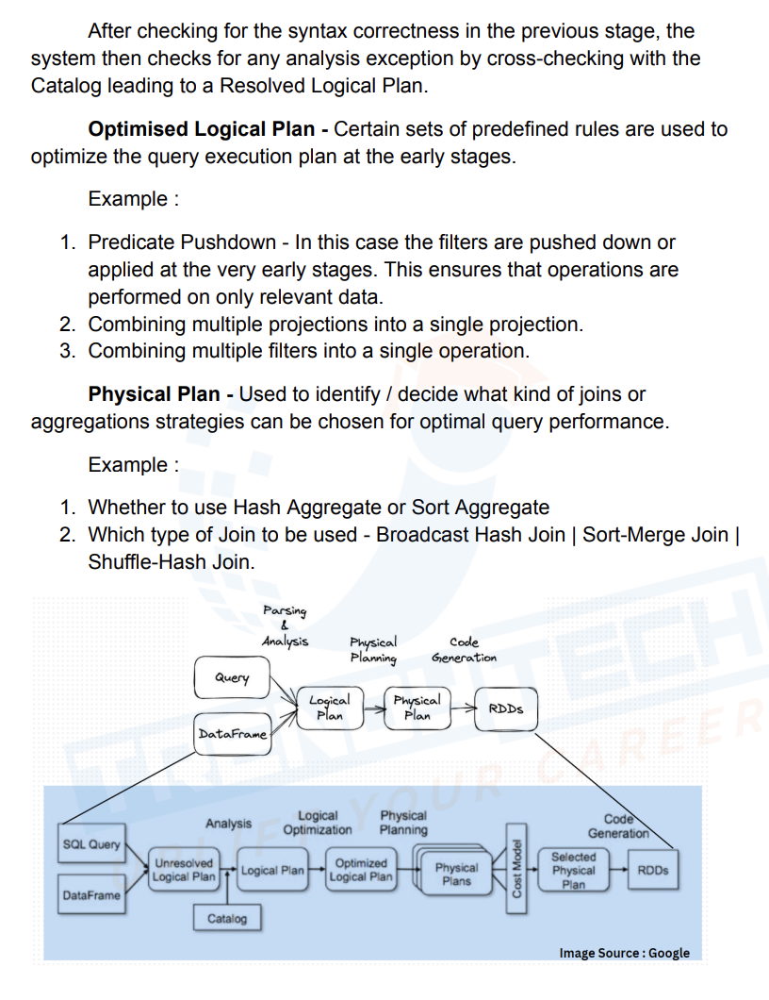 After checking for the syntax correctness in the previous stage, the
system then checks for any analysis exception by cross-checking with the
Catalog leading to a Resolved Logical Plan.
Optimised Logical Plan - Certain sets of predefined rules are used to
optimize the query execution plan at the early stages.
Example :
1. Predicate Pushdown - In this case the filters are pushed down or
applied at the very early stages. This ensures that operations are
performed on only relevant data.
2. Combining multiple projections into a single projection.
3. Combining multiple filters into a single operation.
Physical Plan - Used to identify / decide what kind of joins or
aggregations strategies can be chosen for optimal query performance.
Example :
1. Whether to use Hash Aggregate or Sort Aggregate
2. Which type of Join to be used - Broadcast Hash Join | Sort-Merge Join |
Shuffle-Hash Join.
Parsing
&
Analysis
Physical
Planning
Code
Generation
Query
DataFrame
Logical
Plan
Physical
Plan
RDDs
Analysis
Logical
Optimization
Physical
Planning
Code
Generation
SQL Query
DataFrame
Unresolved
Logical Plan
Catalog
Logical Plan
Optimized
Logical Plan
Physical
Plans
Cost Model
Selected
Physical
Plan
RDDs
Image Source : Google
TRENDYTECH
UPLIFT YOUR CAREER